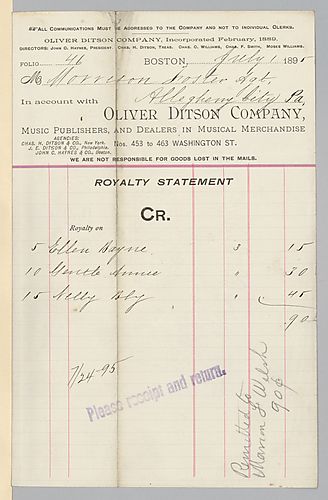 ALL COMMUNICATIONS MUST BE ADDRESSED TO THE COMPANY AND NOT TO INDIVIDUAL CLERKS.
OLIVER DITSON COMPANY, Incorporated February, 1889.
DIRECTORS: JOHN C. HAYNES, PRESIDENT. CHAS. H. DITSON, TREAS. CHAS. O. WILLIAMS, CHAS. F. SMITH, MOSES WILLIAMS.
FOLIO 46 BOSTON, July 1 1895
M Morrison Foster Agt.
Allegheny City Pa,
In account with
OLIVER DITSON COMPANY,
MUSIC PUBLISHERS, AND DEALERS IN MUSICAL MERCHANDISE
AGENCIES:
CHAS. H. DITSON & CO., New York.
J. E. DITSON & CO., Philadelphia.
JOHN C. HAYNES & CO., Boston.
Nos. 453 to 463 WASHINGTON ST.
WE ARE NOT RESPONSIBLE FOR GOODS LOST IN THE MAILS.
ROYALTY STATEMENT
CR.
Royalty on
5 Ellen Bayne 3 15
10 Gentle Annie " 30
15 Nelly Bly " 45
90
7/24-95
Please receipt and return.
Remitted to
Marion F Welsh
90¢